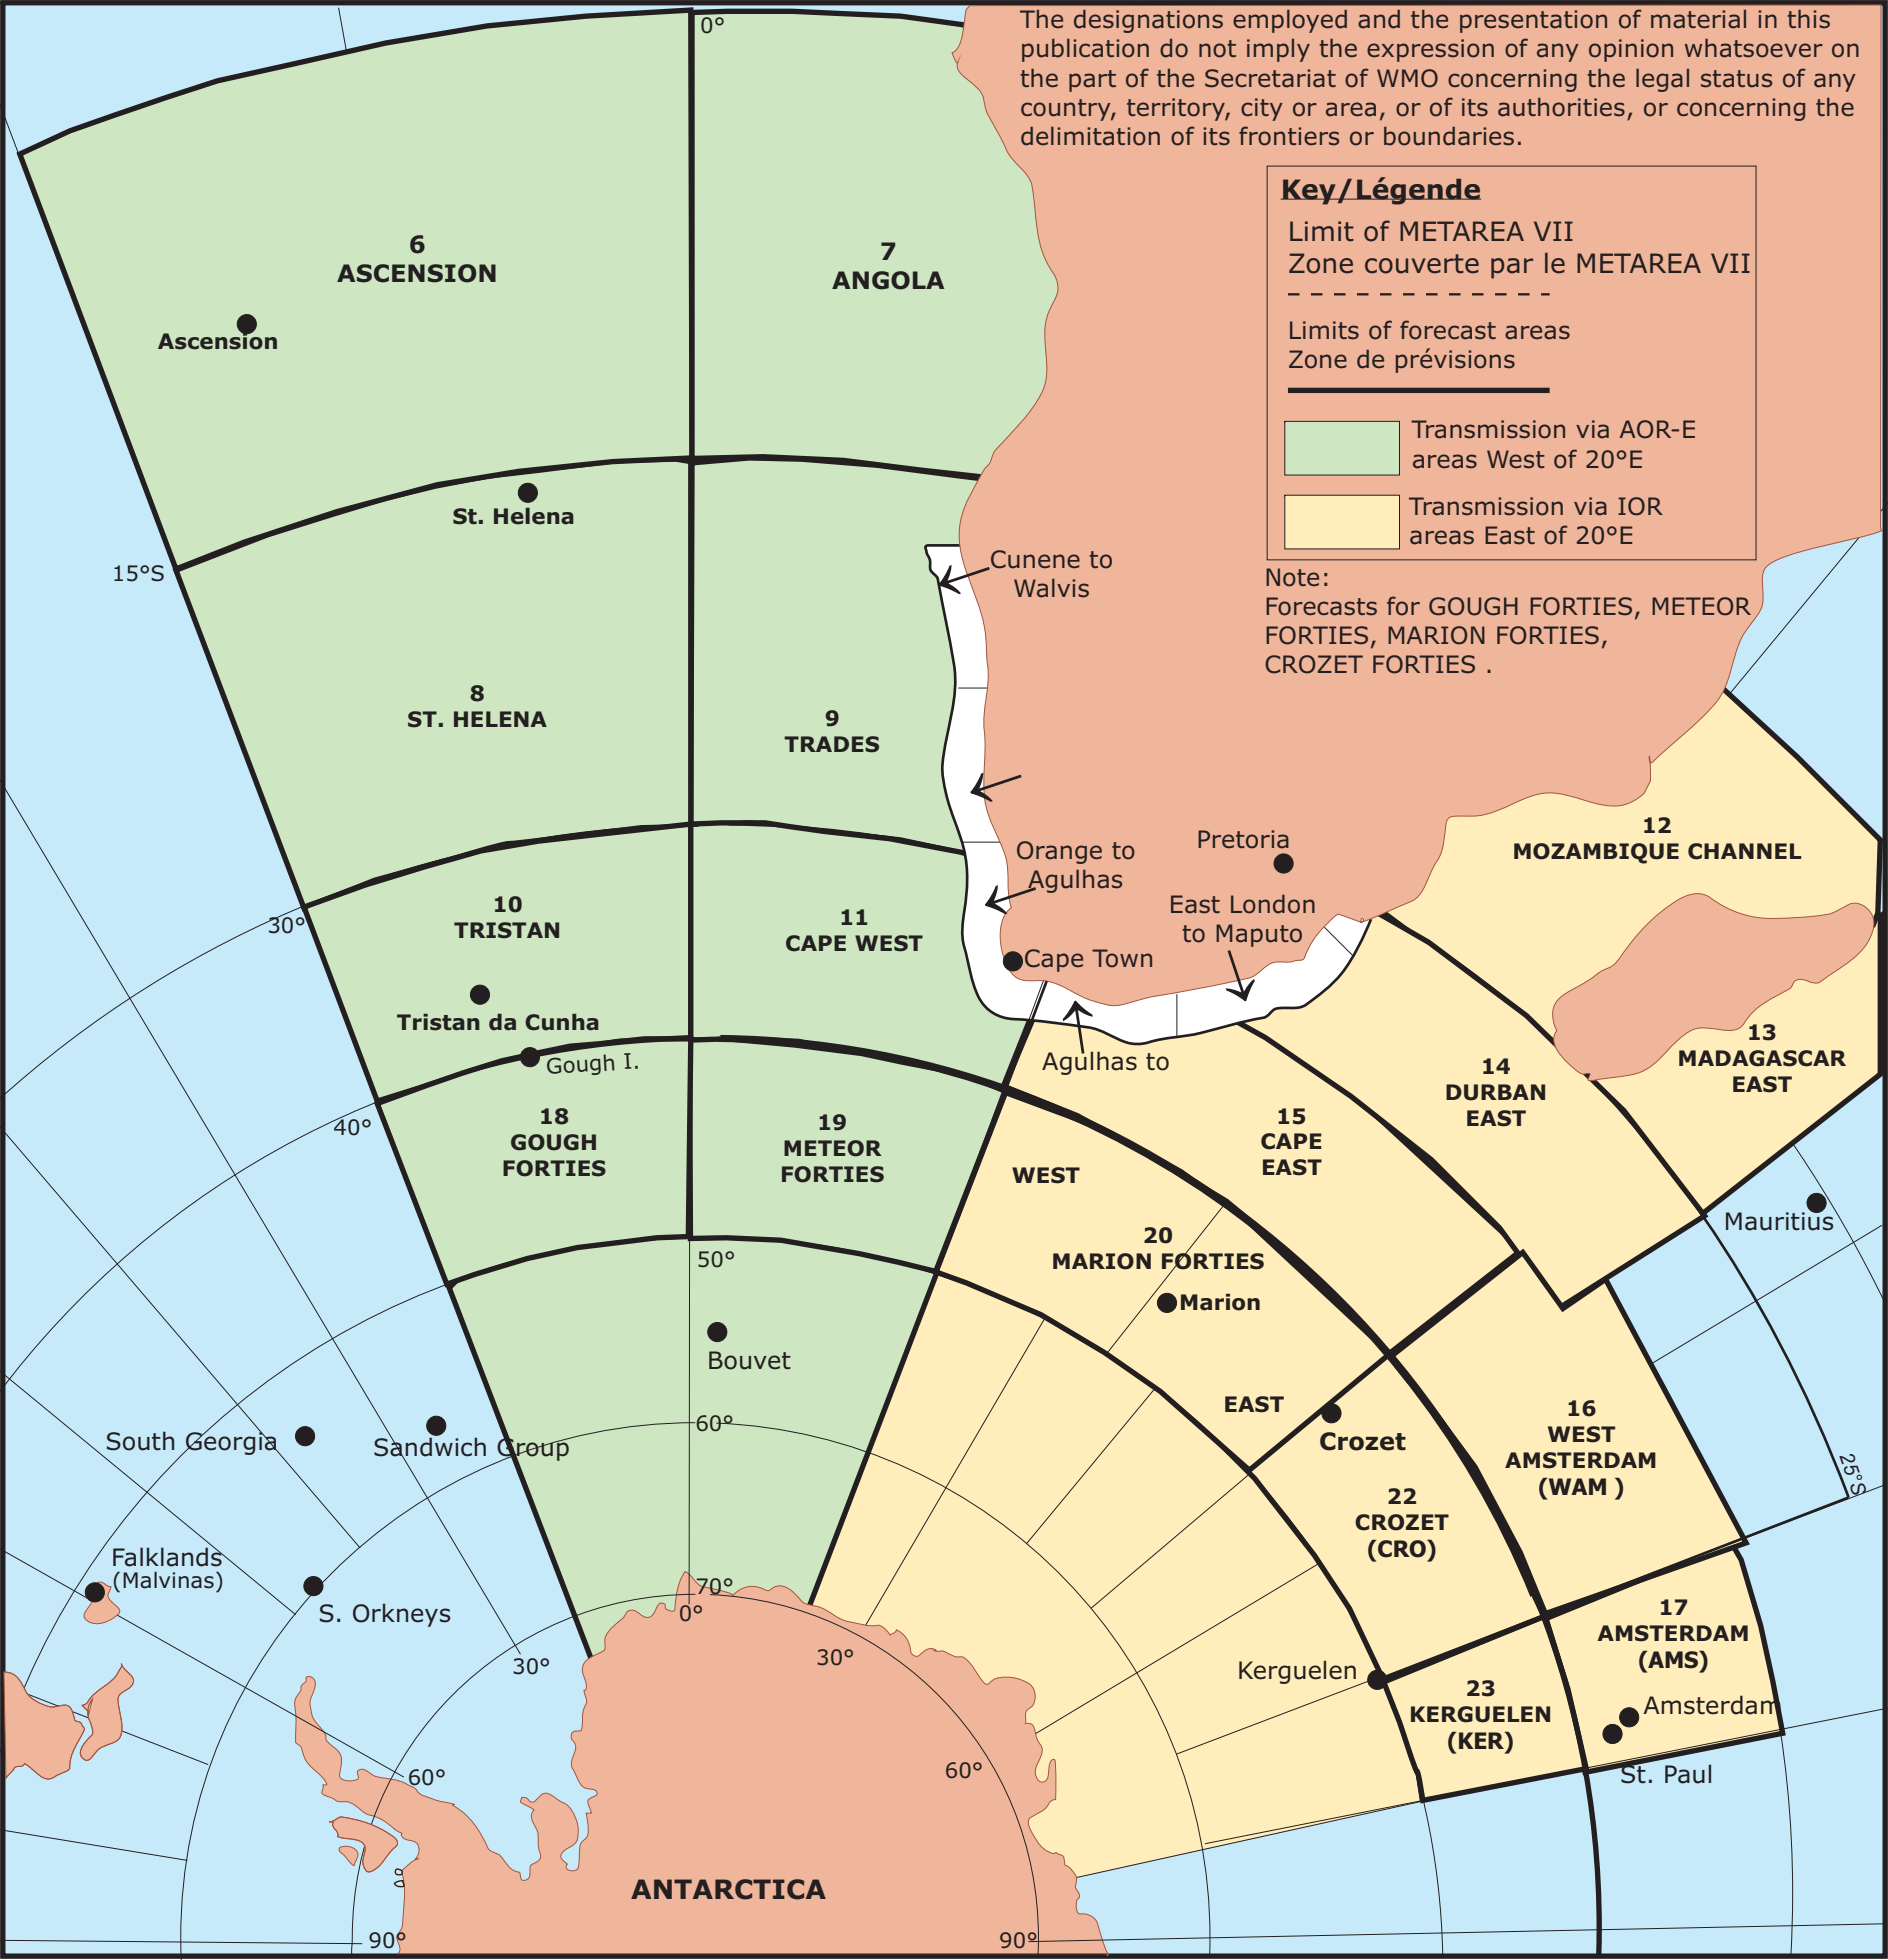 The designations employed and the presentation of material in this
publication do not imply the expression of any opinion whatsoever on
the part of the Secretariat of WMO concerning the legal status of any
country, territory, city or area, or of its authorities, or concerning the
delimitation of its frontiers or boundaries.
Key/Légende
Limit of METAREA VII
Zone couverte par le METAREA VII
Limits of forecast areas
Zone de prévisions
Transmission via AOR-E
areas West of 20°E
Transmission via IOR
areas East of 20°E
Note:
Forecasts for GOUGH FORTIES, METEOR
FORTIES, MARION FORTIES,
CROZET FORTIES .
0°
6
ASCENSION
Ascension
7
ANGOLA
St. Helena
15°S
Cunene to
Walvis
8
ST. HELENA
9
TRADES
Orange to
Agulhas
Pretoria
East London
to Maputo
Cape Town
Agulhas to
12
MOZAMBIQUE CHANNEL
30°
10
TRISTAN
Tristan da Cunha
11
CAPE WEST
Gough I.
40°
13
MADAGASCAR
EAST
14
DURBAN
EAST
15
CAPE
EAST
18
GOUGH
FORTIES
19
METEOR
FORTIES
WEST
20
MARION FORTIES
Marion
EAST
Mauritius
50°
Bouvet
60°
South Georgia
Sandwich Group
Crozet
16
WEST
AMSTERDAM
(WAM )
25°S
22
CROZET
(CRO)
Falklands
(Malvinas)
S. Orkneys
70°
0°
30°
30°
17
AMSTERDAM
(AMS)
Kerguelen
23
KERGUELEN
(KER)
Amsterdam
St. Paul
60°
60°
ANTARCTICA
90°
90°